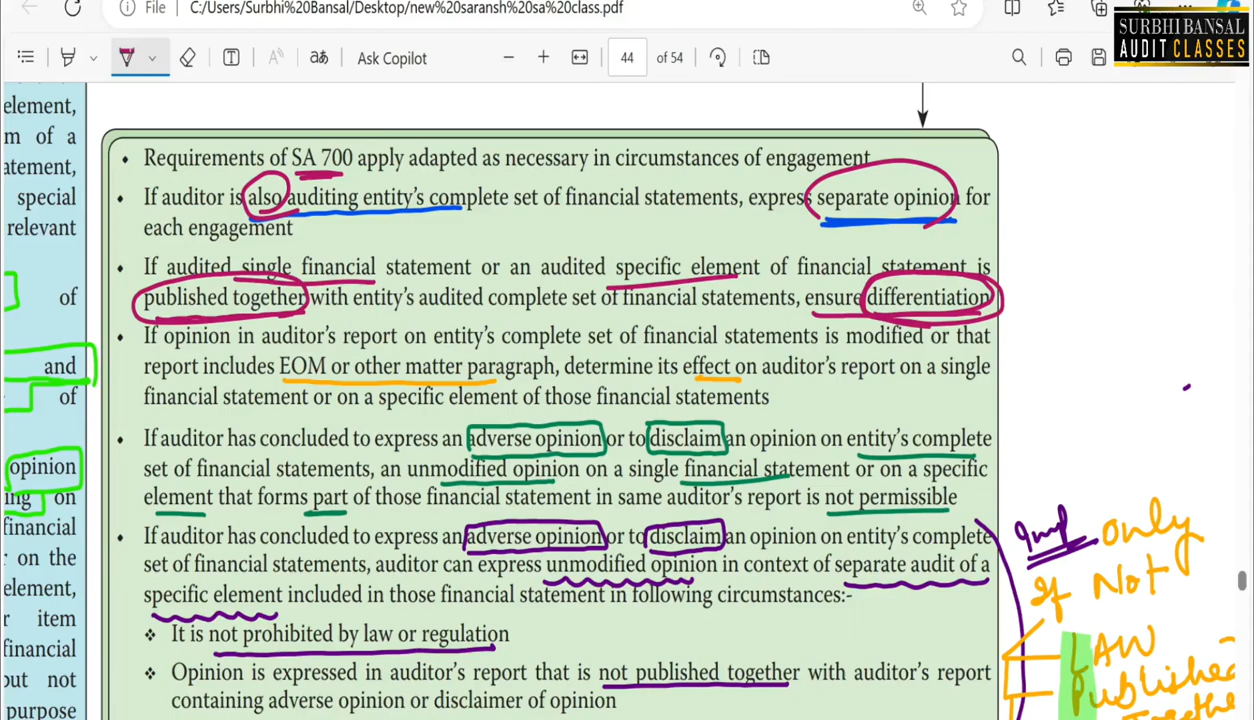 File
C:/Users/Surbhi%20Bansal/Desktop/new%20saransh%20sa%20class.pdf
SURBHI BANSAL
AUDIT CLASSES
Ask Copilot
44 of 54
element,
m of a
atement,
special
relevant
of
and
of
opinion
ing on
financial
r on the
element,
r item
financial
but not
purpose
• Requirements of SA 700 apply adapted as necessary in circumstances of engagement
• If auditor is also auditing entity's complete set of financial statements, express separate opinion for
each engagement
• If audited single financial statement or an audited specific element of financial statement is
published together with entity's audited complete set of financial statements, ensure differentiation
• If opinion in auditor's report on entity's complete set of financial statements is modified or that
report includes EOM or other matter paragraph, determine its effect on auditor's report on a single
financial statement or on a specific element of those financial statements
• If auditor has concluded to express an adverse opinion or to disclaim an opinion on entity's complete
set of financial statements, an unmodified opinion on a single financial statement or on a specific
element that forms part of those financial statement in same auditor's report is not permissible
• If auditor has concluded to express an adverse opinion or to disclaim an opinion on entity's complete
set of financial statements, auditor can express unmodified opinion in context of separate audit of a
specific element included in those financial statement in following circumstances:-
❖ It is not prohibited by law or regulation
❖ Opinion is expressed in auditor's report that is not published together with auditor's report
containing adverse opinion or disclaimer of opinion
Imp only
If Not
LAW
Published
Together